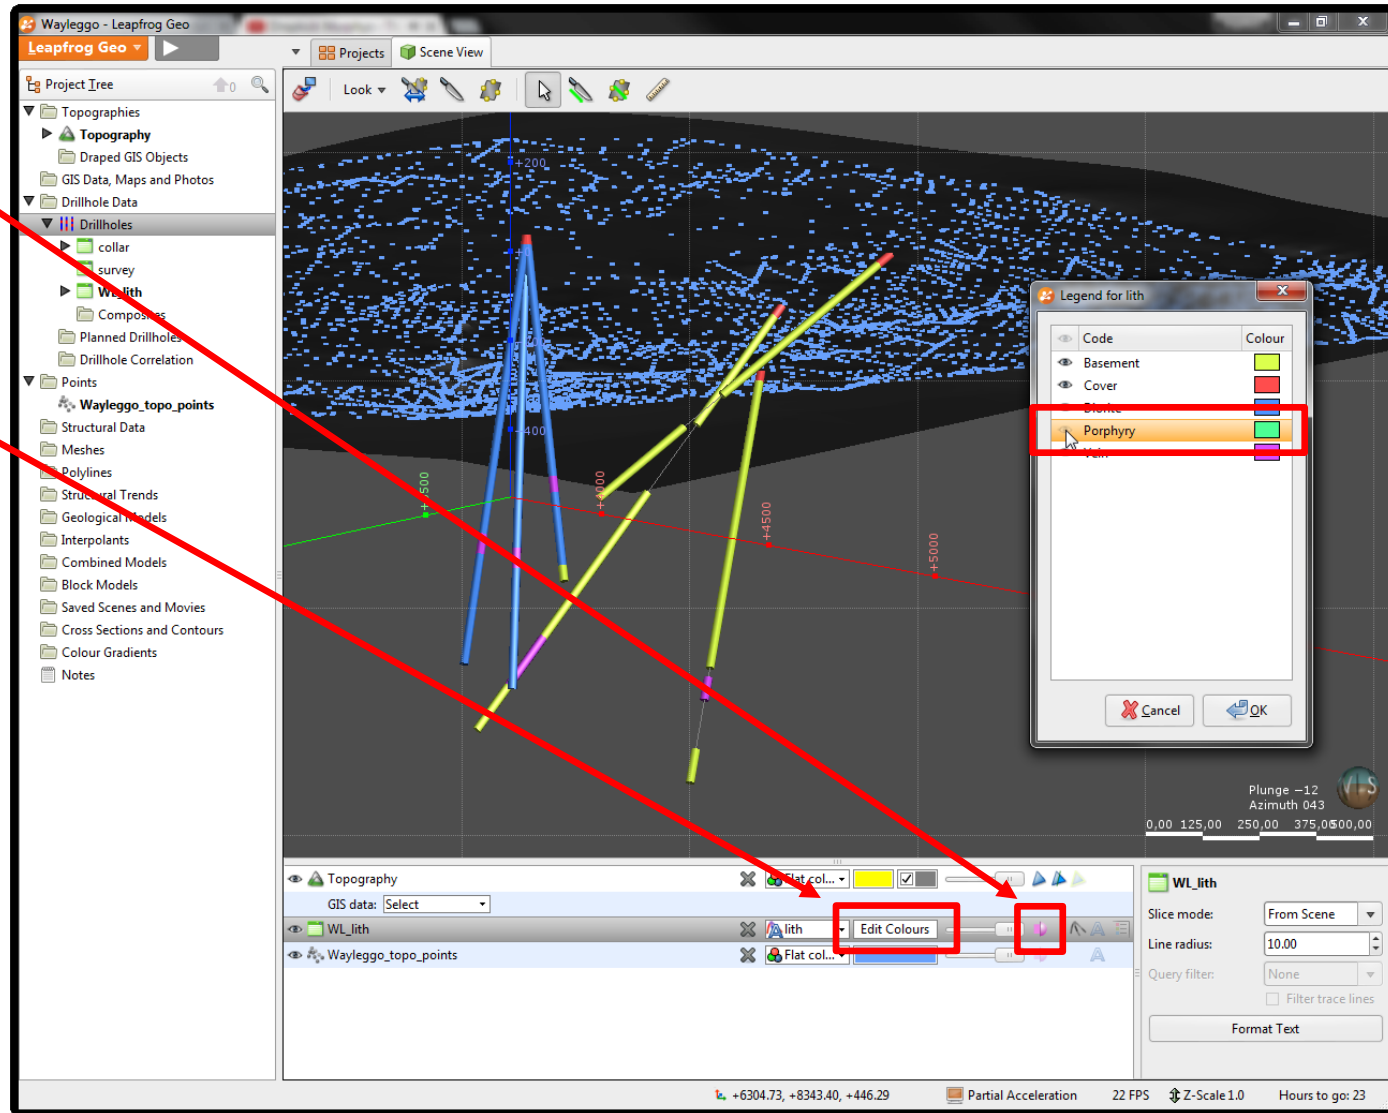 Wayleggo - Leapfrog Geo
Leapfrog Geo
Projects
Scene View
Project Tree
0
Look
Topographies
Topography
Draped GIS Objects
GIS Data, Maps and Photos
Drillhole Data
Drillholes
collar
survey
WL_lith
Composites
Planned Drillholes
Drillhole Correlation
Points
Wayleggo_topo_points
Structural Data
Meshes
Polylines
Structural Trends
Geological Models
Interpolants
Combined Models
Block Models
Saved Scenes and Movies
Cross Sections and Contours
Colour Gradients
Notes
+200
-400
+4500
+5000
Legend for lith
Code Colour
Basement
Cover
Diorite
Porphyry
Vein
Cancel
OK
Plunge −12
Azimuth 043
0,00 125,00 250,00 375,00 500,00
Topography
Flat col...
GIS data: Select
WL_lith
lith
Edit Colours
Wayleggo_topo_points
Flat col...
WL_lith
Slice mode: From Scene
Line radius: 10.00
Query filter: None
Filter trace lines
Format Text
+6304.73, +8343.40, +446.29
Partial Acceleration
22 FPS
Z-Scale 1.0
Hours to go: 23